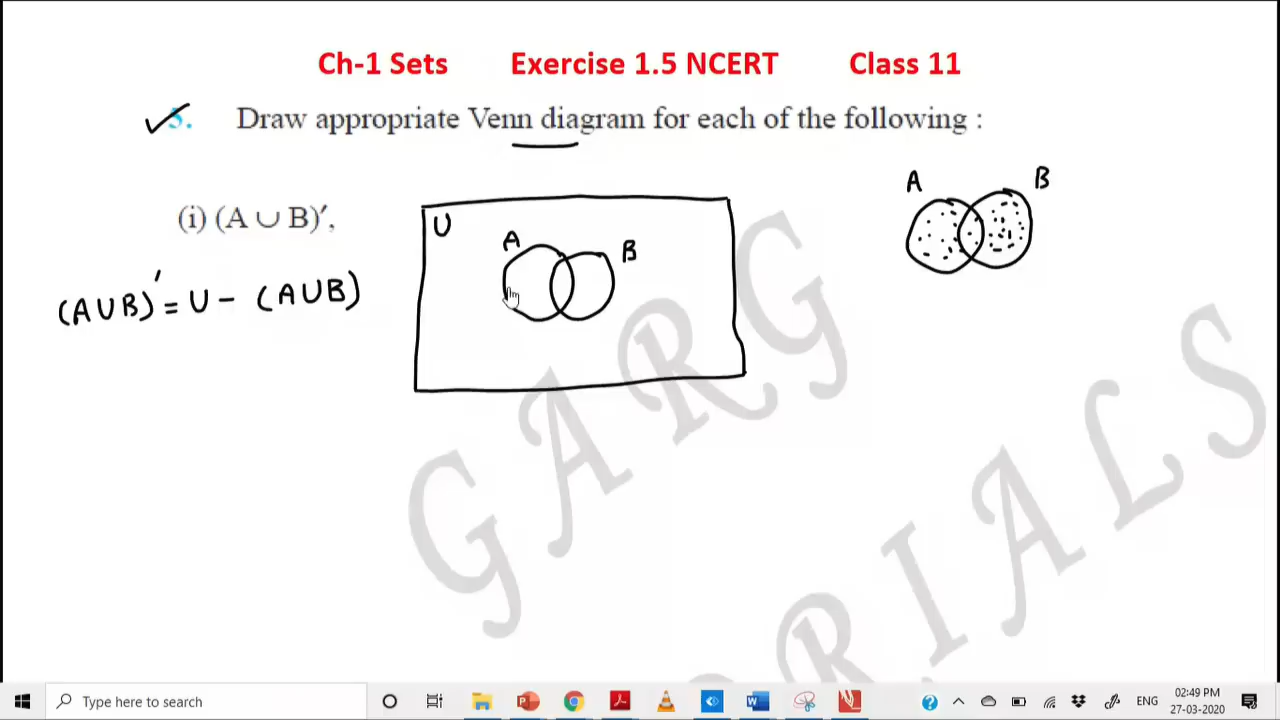 Ch-1 Sets Exercise 1.5 NCERT Class 11
5. Draw appropriate Venn diagram for each of the following :
(i) (A ∪ B)′,
(A∪B)′ = U - (A∪B)
U
A
B
A
B
GARG
RIALS
Type here to search
ENG
02:49 PM
27-03-2020